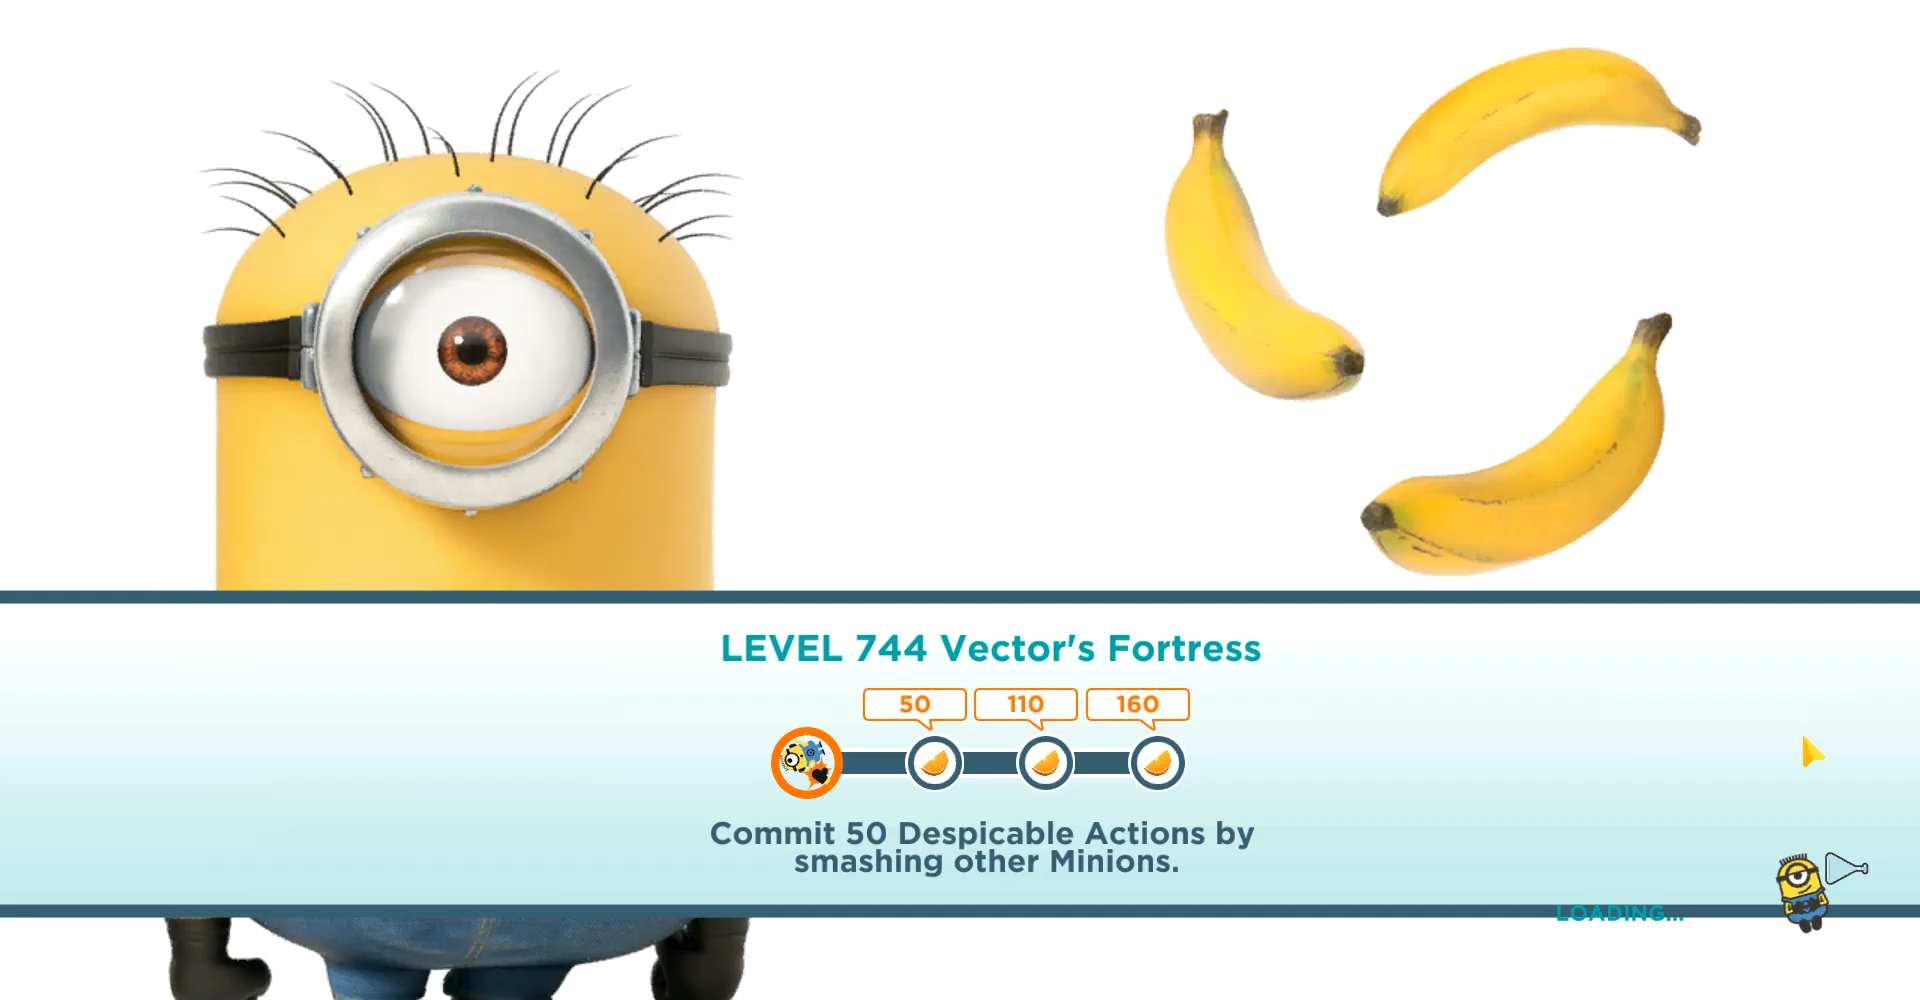 LEVEL 744 Vector's Fortress
50 110 160
Commit 50 Despicable Actions by
smashing other Minions.
LOADING...